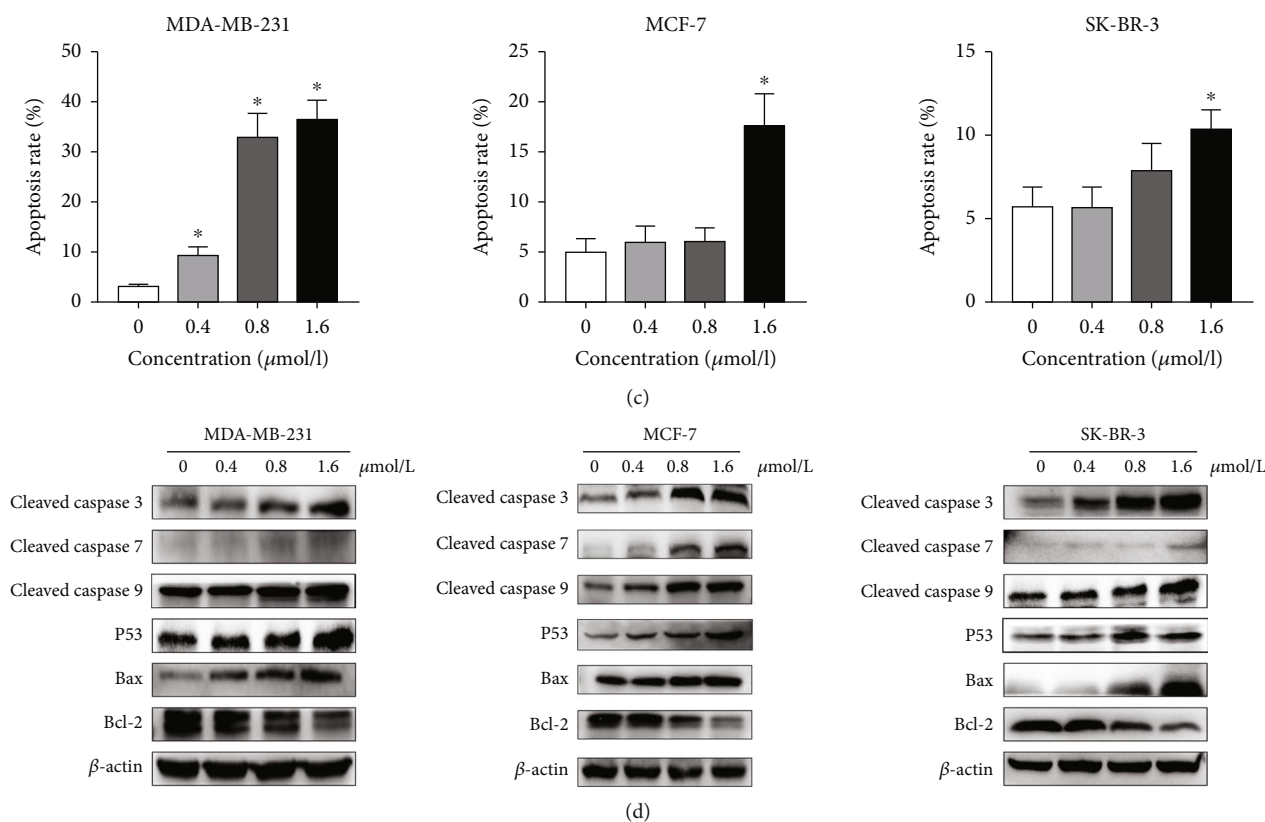 MDA-MB-231
50
40
30
20
10
0
Apoptosis rate (%)
*
*
*
0 0.4 0.8 1.6
Concentration (μmol/l)
MCF-7
25
20
15
10
5
0
Apoptosis rate (%)
*
0 0.4 0.8 1.6
Concentration (μmol/l)
SK-BR-3
15
10
5
0
Apoptosis rate (%)
*
0 0.4 0.8 1.6
Concentration (μmol/l)
(c)
MDA-MB-231
0 0.4 0.8 1.6 μmol/L
Cleaved caspase 3
Cleaved caspase 7
Cleaved caspase 9
P53
Bax
Bcl-2
β-actin
MCF-7
0 0.4 0.8 1.6 μmol/L
Cleaved caspase 3
Cleaved caspase 7
Cleaved caspase 9
P53
Bax
Bcl-2
β-actin
SK-BR-3
0 0.4 0.8 1.6 μmol/L
Cleaved caspase 3
Cleaved caspase 7
Cleaved caspase 9
P53
Bax
Bcl-2
β-actin
(d)